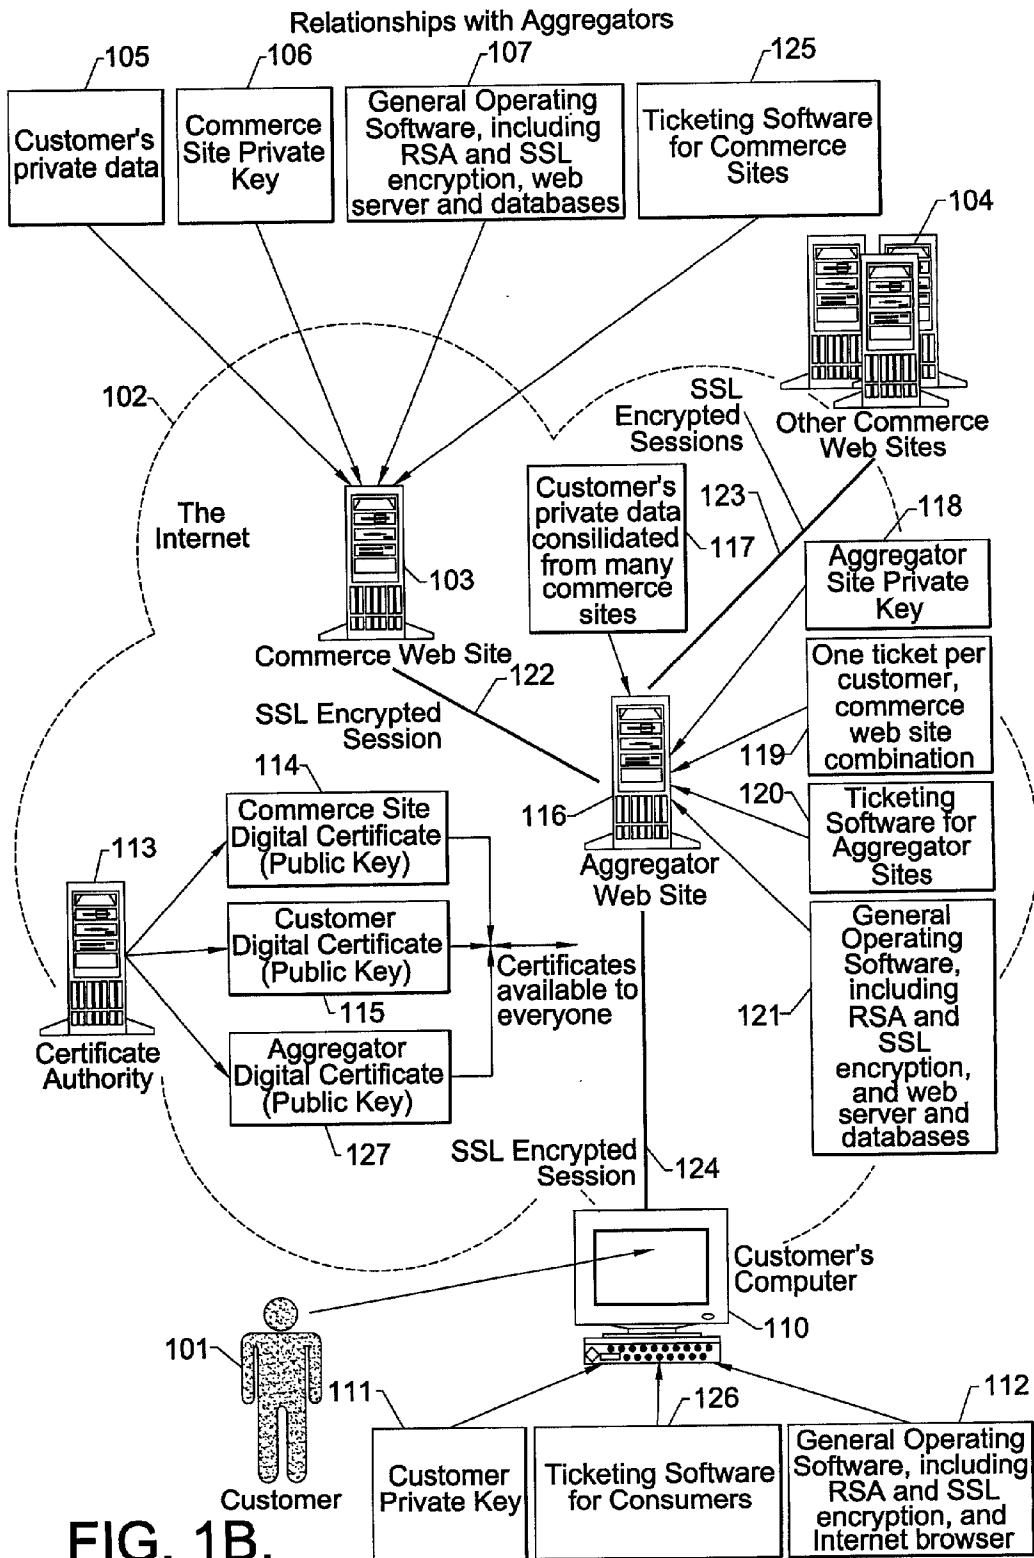 Relationships with Aggregators
105
106
107
125
Customer's
private data
Commerce
Site Private
Key
General Operating
Software, including
RSA and SSL
encryption, web
server and databases
Ticketing Software
for Commerce
Sites
104
102
SSL
Encrypted
Sessions
Other Commerce
Web Sites
The
Internet
103
Commerce Web Site
Customer's
private data
consilidated
from many
commerce
sites
123
117
118
Aggregator
Site Private
Key
122
SSL Encrypted
Session
One ticket per
customer,
commerce
web site
combination
119
114
Commerce Site
Digital Certificate
(Public Key)
116
Aggregator
Web Site
120
Ticketing
Software for
Aggregator
Sites
113
Certificate
Authority
Customer
Digital Certificate
(Public Key)
115
Certificates
available to
everyone
Aggregator
Digital Certificate
(Public Key)
127
General
Operating
Software,
including
RSA and
SSL
encryption,
and web
server and
databases
121
SSL Encrypted
Session
124
Customer's
Computer
110
101
Customer
111
126
112
Customer
Private Key
Ticketing Software
for Consumers
General Operating
Software, including
RSA and SSL
encryption, and
Internet browser
FIG. 1B.